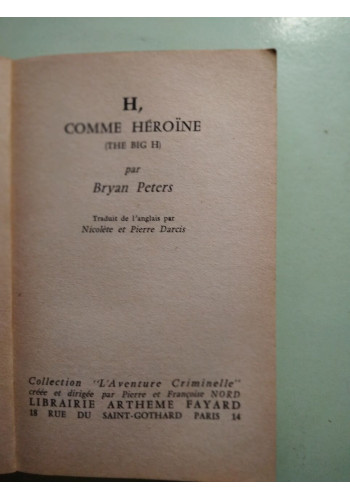 H,
COMME HÉROÏNE
(THE BIG H)
par
Bryan Peters
Traduit de l'anglais par
Nicolète et Pierre Darcis
Collection "L'Aventure Criminelle"
créée et dirigée par Pierre et Françoise NORD
LIBRAIRIE ARTHEME FAYARD
18 RUE DU SAINT-GOTHARD PARIS 14